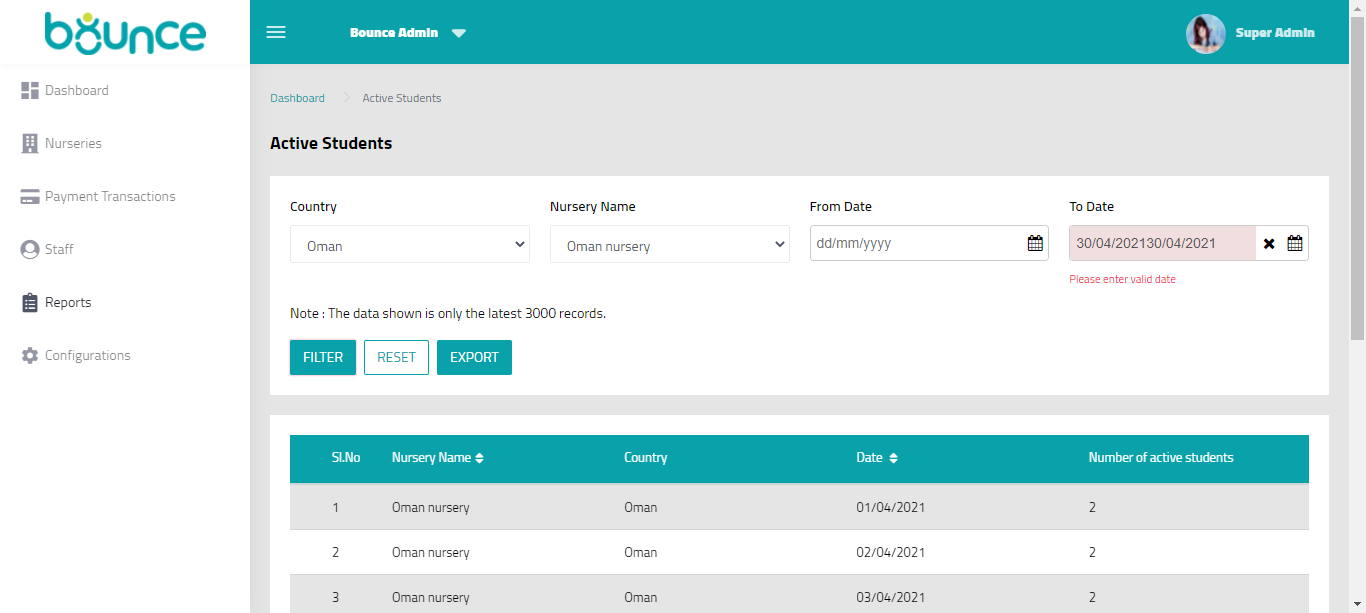 bounce
Bounce Admin
Super Admin
Dashboard
Nurseries
Payment Transactions
Staff
Reports
Configurations
Dashboard Active Students
Active Students
Country Nursery Name From Date To Date
Oman Oman nursery dd/mm/yyyy 30/04/202130/04/2021
Please enter valid date
Note : The data shown is only the latest 3000 records.
FILTER RESET EXPORT
Sl.No Nursery Name Country Date Number of active students
1 Oman nursery Oman 01/04/2021 2
2 Oman nursery Oman 02/04/2021 2
3 Oman nursery Oman 03/04/2021 2